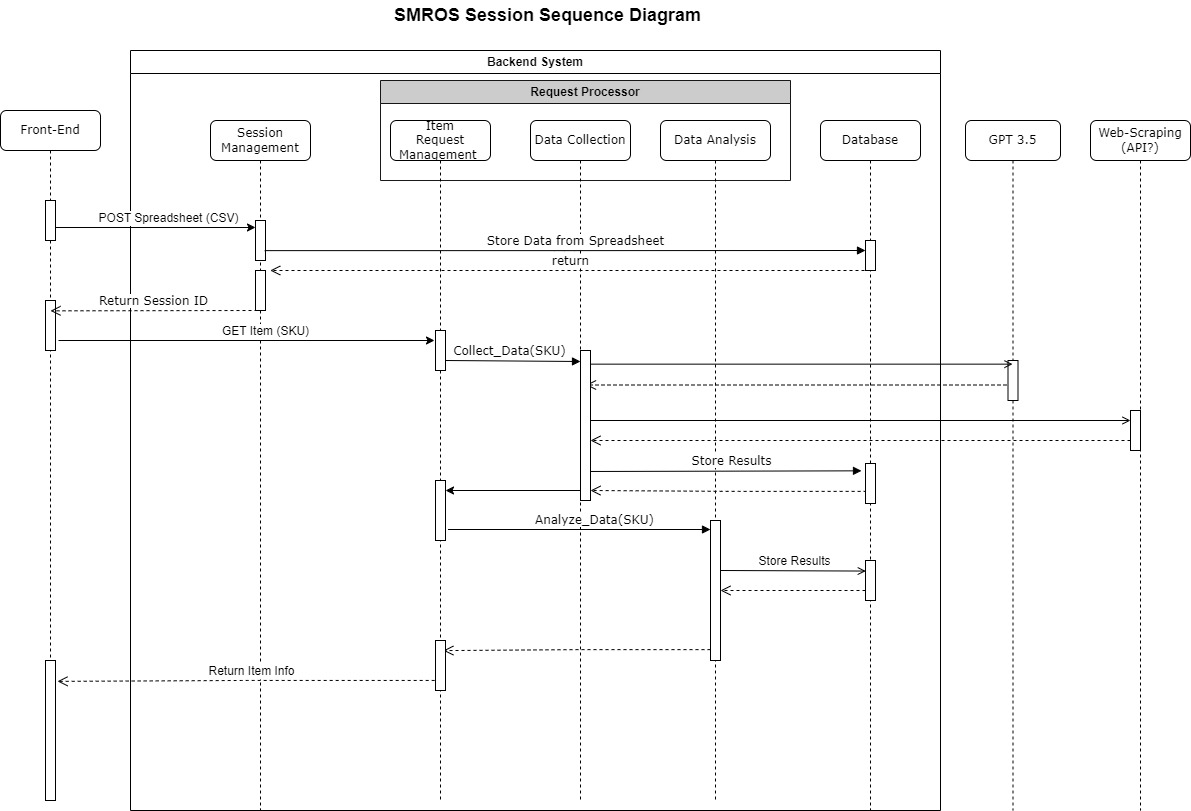 SMROS Session Sequence Diagram
Backend System
Request Processor
Front-End
Session
Management
Item
Request
Management
Data Collection
Data Analysis
Database
GPT 3.5
Web-Scraping
(API?)
POST Spreadsheet (CSV)
Store Data from Spreadsheet
return
Return Session ID
GET Item (SKU)
Collect_Data(SKU)
Store Results
Analyze_Data(SKU)
Store Results
Return Item Info